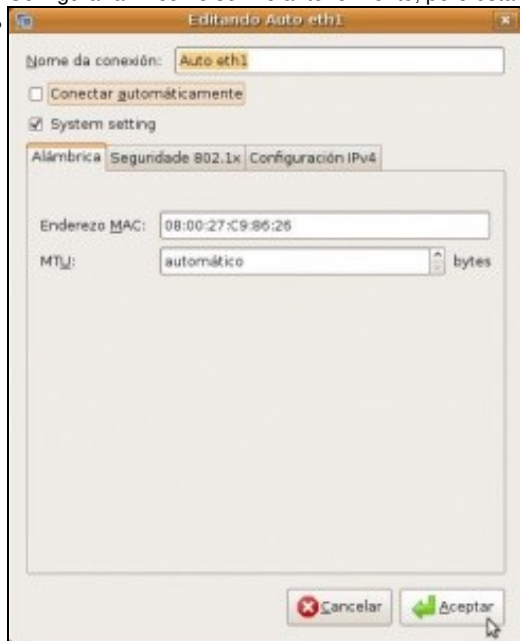 Editando Auto eth1
Nome da conexión: Auto eth1
Conectar automáticamente
System setting
Alámbrica Seguridade 802.1x Configuración IPv4
Enderezo MAC: 08:00:27:C9:86:26
MTU: automático bytes
Cancelar Aceptar